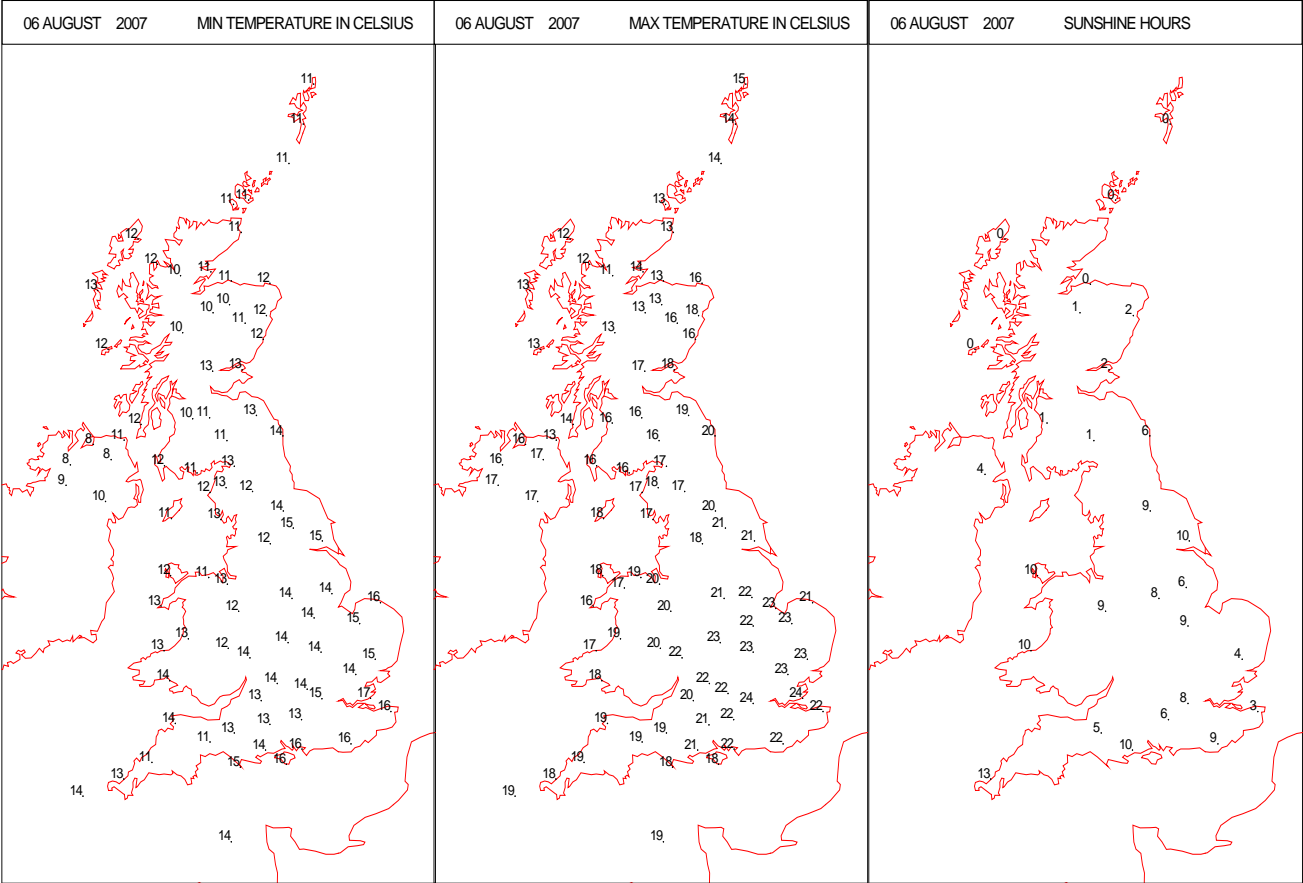 06 AUGUST 2007 MIN TEMPERATURE IN CELSIUS
11
11
11
11 11
11
12
12 10 11
11 12
13
10 10
12
11
10
12
12
13 13
10 11 13
12
11 14
8 11
8 8
12 11 13
9 12 13 12
10
11 13 14
15
12 15
12 11 13
14 14
13 12 16
14 15
13 13 12 14
14 14 15
14 14
14 14
13 15 17
16
14 13 13
13
11 14 16 16
11 15 16
13
14
14
06 AUGUST 2007 MAX TEMPERATURE IN CELSIUS
15
14
14
13
13
12
12 11 14
13 16
13
13 13
18
16
13
16
13
17 18
14 16 16 19
16 13 16 20
16 17
16 16 17
17 17 18 17
17
18 17 20
21
18 21
18 17 19 20
21 22
16 20 23 21
22 23
17 19 20 23
22 23 23
18 23
22 22
20 24 24
22
19 19 21 22
19
21 22 22
19 18 18
18
19
19
06 AUGUST 2007 SUNSHINE HOURS
0
0
0
0
0
1 2
0
2
1
1 6
4
9
10
10 8 6
9
9
10 4
8
3
6
5
10 9
13